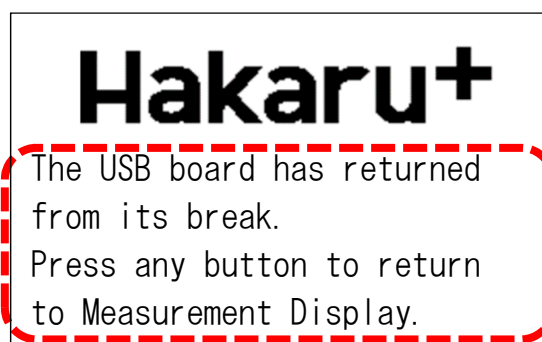 Hakaru+
The USB board has returned
from its break.
Press any button to return
to Measurement Display.